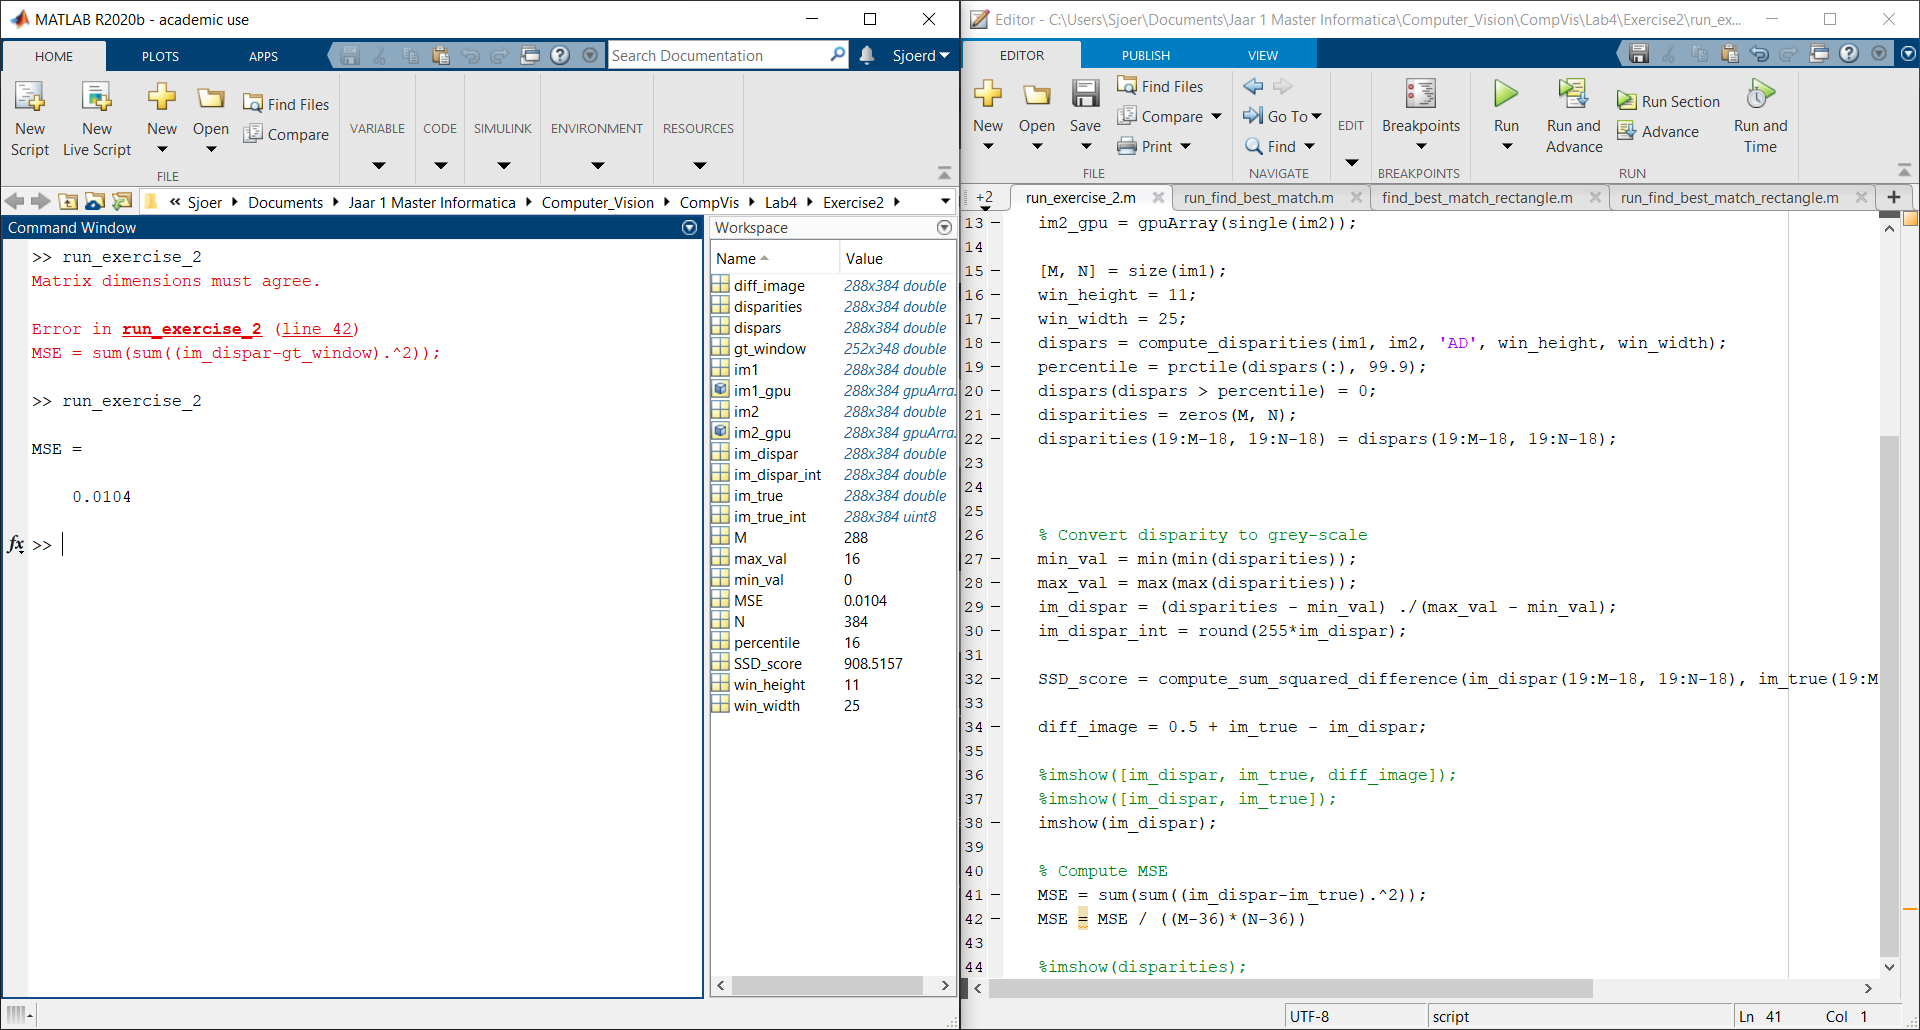 MATLAB R2020b - academic use
HOME PLOTS APPS Search Documentation Sjoerd
New Script
New Live Script
New
Open
Find Files
Compare
VARIABLE CODE SIMULINK ENVIRONMENT RESOURCES
FILE
« Sjoer Documents Jaar 1 Master Informatica Computer_Vision CompVis Lab4 Exercise2
Command Window
>> run_exercise_2
Matrix dimensions must agree.
Error in run_exercise_2 (line 42)
MSE = sum(sum((im_dispar-gt_window).^2));
>> run_exercise_2
MSE =
0.0104
fx >>
Workspace
Name Value
diff_image 288x384 double
disparities 288x384 double
dispars 288x384 double
gt_window 252x348 double
im1 288x384 double
im1_gpu 288x384 gpuArra.
im2 288x384 double
im2_gpu 288x384 gpuArra.
im_dispar 288x384 double
im_dispar_int 288x384 double
im_true 288x384 double
im_true_int 288x384 uint8
M 288
max_val 16
min_val 0
MSE 0.0104
N 384
percentile 16
SSD_score 908.5157
win_height 11
win_width 25
Editor - C:\Users\Sjoer\Documents\Jaar 1 Master Informatica\Computer_Vision\CompVis\Lab4\Exercise2\run_ex...
EDITOR PUBLISH VIEW
New
Open
Save
Find Files
Compare
Print
Go To
Find
EDIT
Breakpoints
Run
Run and Advance
Run Section
Advance
Run and Time
FILE NAVIGATE BREAKPOINTS RUN
+2 run_exercise_2.m run_find_best_match.m find_best_match_rectangle.m run_find_best_match_rectangle.m +
13 – im2_gpu = gpuArray(single(im2));
14
15 – [M, N] = size(im1);
16 – win_height = 11;
17 – win_width = 25;
18 – dispars = compute_disparities(im1, im2, 'AD', win_height, win_width);
19 – percentile = prctile(dispars(:), 99.9);
20 – dispars(dispars > percentile) = 0;
21 – disparities = zeros(M, N);
22 – disparities(19:M-18, 19:N-18) = dispars(19:M-18, 19:N-18);
23
24
25
26 % Convert disparity to grey-scale
27 – min_val = min(min(disparities));
28 – max_val = max(max(disparities));
29 – im_dispar = (disparities - min_val) ./(max_val - min_val);
30 – im_dispar_int = round(255*im_dispar);
31
32 – SSD_score = compute_sum_squared_difference(im_dispar(19:M-18, 19:N-18), im_true(19:M
33
34 – diff_image = 0.5 + im_true - im_dispar;
35
36 %imshow([im_dispar, im_true, diff_image]);
37 %imshow([im_dispar, im_true]);
38 – imshow(im_dispar);
39
40 % Compute MSE
41 – MSE = sum(sum((im_dispar-im_true).^2));
42 – MSE = MSE / ((M-36)*(N-36))
43
44 %imshow(disparities);
UTF-8 script Ln 41 Col 1